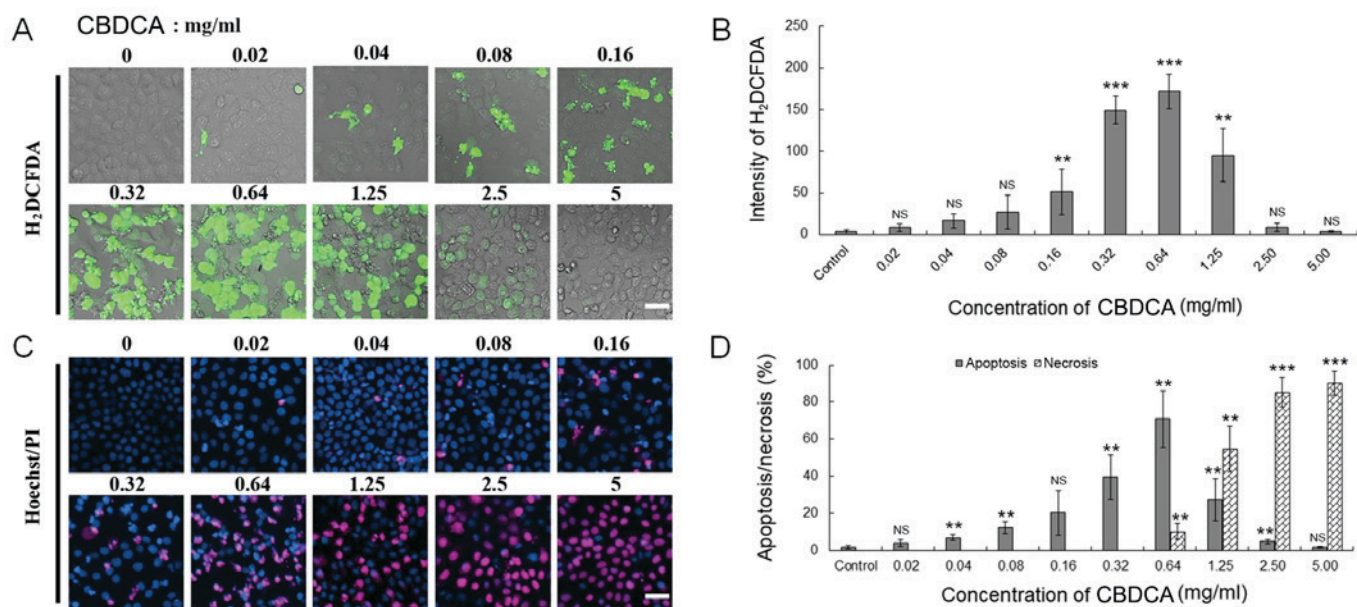 A
CBDCA : mg/ml
0 0.02 0.04 0.08 0.16
H₂DCFDA
0.32 0.64 1.25 2.5 5
B
Intensity of H₂DCFDA
250
200
150
100
50
0
NS NS NS ** *** *** ** NS NS
Control 0.02 0.04 0.08 0.16 0.32 0.64 1.25 2.50 5.00
Concentration of CBDCA (mg/ml)
C
0 0.02 0.04 0.08 0.16
Hoechst/PI
0.32 0.64 1.25 2.5 5
D
Apoptosis/necrosis (%)
100
80
60
40
20
0
Apoptosis Necrosis
NS ** ** NS ** ** ** ** ** ** *** NS ***
Control 0.02 0.04 0.08 0.16 0.32 0.64 1.25 2.50 5.00
Concentration of CBDCA (mg/ml)